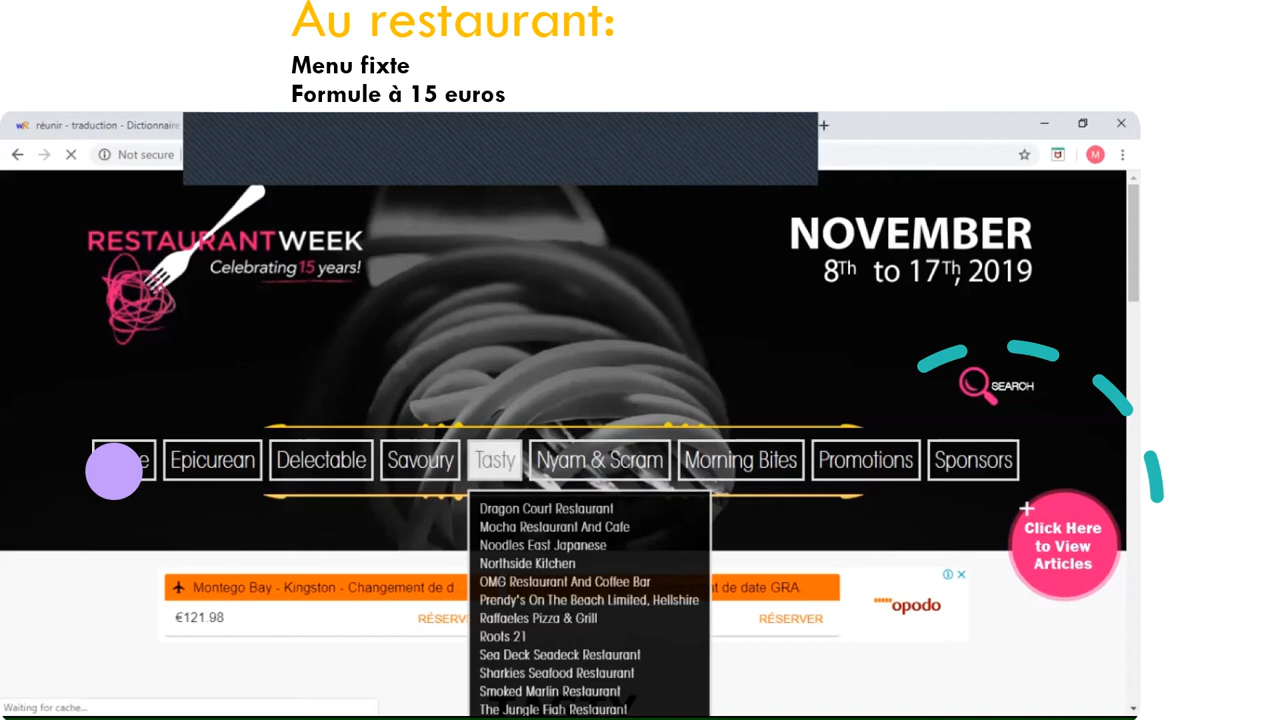 Au restaurant:
Menu fixte
Formule à 15 euros
réunir - traduction - Dictionnaire
Not secure
M
RESTAURANTWEEK
Celebrating 15 years!
NOVEMBER
8Th to 17Th, 2019
SEARCH
Epicurean Delectable Savoury Tasty Nyam & Scram Morning Bites Promotions Sponsors
Dragon Court Restaurant
Mocha Restaurant And Cafe
Noodles East Japanese
Northside Kitchen
OMG Restaurant And Coffee Bar
Prendy's On The Beach Limited, Hellshire
Raffaeles Pizza & Grill
Roots 21
Sea Deck Seadeck Restaurant
Sharkies Seafood Restaurant
Smoked Marlin Restaurant
The Jungle Fiah Restaurant
Click Here
to View
Articles
Montego Bay - Kingston - Changement de d...
ment de date GRA
€121.98
RÉSERV
RÉSERVER
opodo
Waiting for cache...